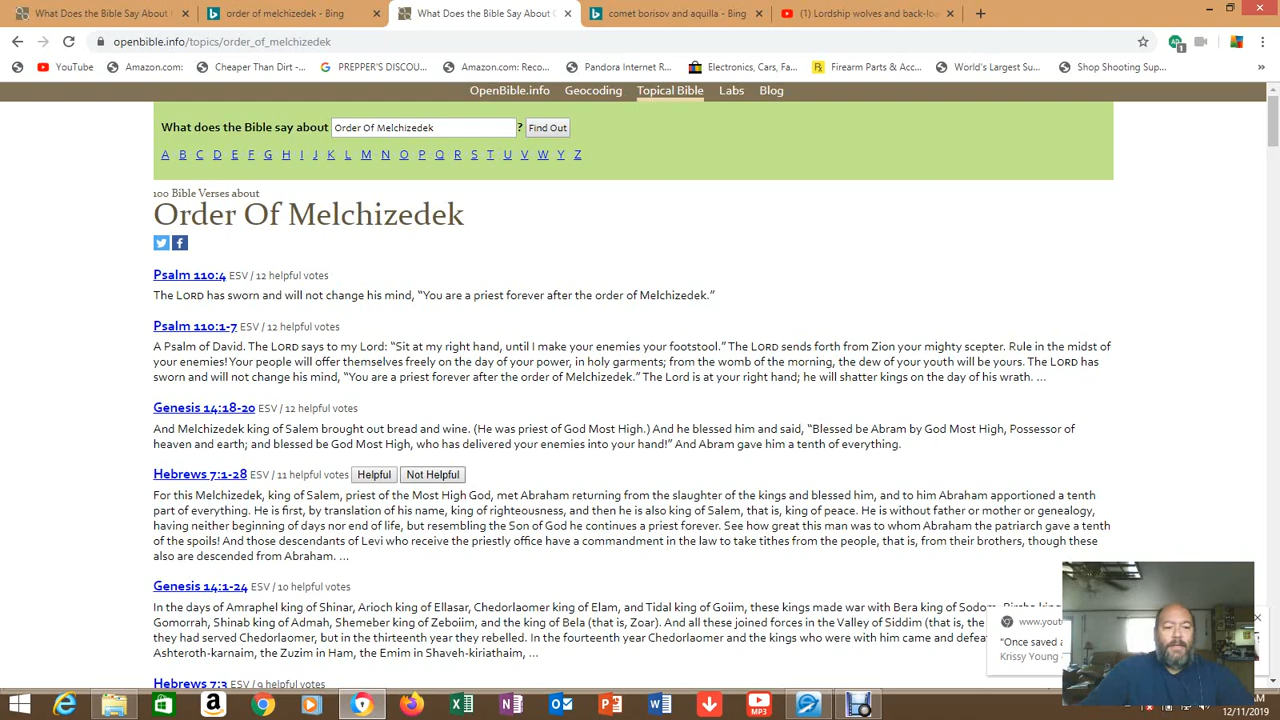 What Does the Bible Say About
order of melchizedek - Bing
What Does the Bible Say About
comet borisov and aquilla - Bing
(1) Lordship wolves and back-loa
openbible.info/topics/order_of_melchizedek
YouTube
Amazon.com:
Cheaper Than Dirt -...
PREPPER'S DISCOU...
Amazon.com: Reco...
Pandora Internet R...
Electronics, Cars, Fa...
Firearm Parts & Acc...
World's Largest Su...
Shop Shooting Sup...
OpenBible.info Geocoding Topical Bible Labs Blog
What does the Bible say about Order Of Melchizedek ? Find Out
A B C D E F G H I J K L M N O P Q R S T U V W Y Z
100 Bible Verses about
Order Of Melchizedek
Psalm 110:4 ESV / 12 helpful votes
The LORD has sworn and will not change his mind, “You are a priest forever after the order of Melchizedek.”
Psalm 110:1-7 ESV / 12 helpful votes
A Psalm of David. The LORD says to my Lord: “Sit at my right hand, until I make your enemies your footstool.” The LORD sends forth from Zion your mighty scepter. Rule in the midst of
your enemies! Your people will offer themselves freely on the day of your power, in holy garments; from the womb of the morning, the dew of your youth will be yours. The LORD has
sworn and will not change his mind, “You are a priest forever after the order of Melchizedek.” The Lord is at your right hand; he will shatter kings on the day of his wrath. ...
Genesis 14:18-20 ESV / 12 helpful votes
And Melchizedek king of Salem brought out bread and wine. (He was priest of God Most High.) And he blessed him and said, “Blessed be Abram by God Most High, Possessor of
heaven and earth; and blessed be God Most High, who has delivered your enemies into your hand!” And Abram gave him a tenth of everything.
Hebrews 7:1-28 ESV / 11 helpful votes Helpful Not Helpful
For this Melchizedek, king of Salem, priest of the Most High God, met Abraham returning from the slaughter of the kings and blessed him, and to him Abraham apportioned a tenth
part of everything. He is first, by translation of his name, king of righteousness, and then he is also king of Salem, that is, king of peace. He is without father or mother or genealogy,
having neither beginning of days nor end of life, but resembling the Son of God he continues a priest forever. See how great this man was to whom Abraham the patriarch gave a tenth
of the spoils! And those descendants of Levi who receive the priestly office have a commandment in the law to take tithes from the people, that is, from their brothers, though these
also are descended from Abraham. ...
Genesis 14:1-24 ESV / 10 helpful votes
In the days of Amraphel king of Shinar, Arioch king of Ellasar, Chedorlaomer king of Elam, and Tidal king of Goiim, these kings made war with Bera king of Sodom, Birsha king
Gomorrah, Shinab king of Admah, Shemeber king of Zeboiim, and the king of Bela (that is, Zoar). And all these joined forces in the Valley of Siddim (that is, the
they had served Chedorlaomer, but in the thirteenth year they rebelled. In the fourteenth year Chedorlaomer and the kings who were with him came and defea
Ashteroth-karnaim, the Zuzim in Ham, the Emim in Shaveh-kiriathaim, ...
Hebrews 7:3 ESV / 9 helpful votes
www.yout
"Once saved a
Krissy Young
MP3
12/11/2019